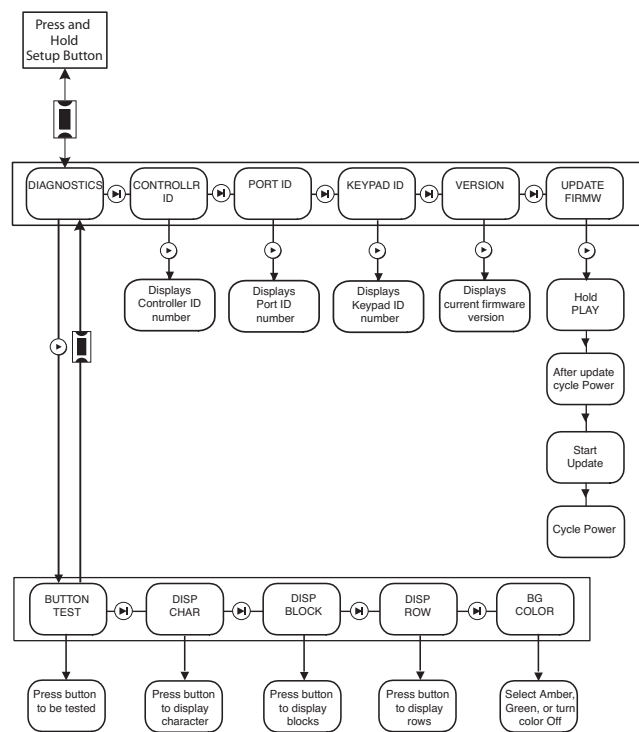 Press and
Hold
Setup Button
DIAGNOSTICS
CONTROLLR
ID
PORT ID
KEYPAD ID
VERSION
UPDATE
FIRMW
Displays
Controller ID
number
Displays
Port ID
number
Displays
Keypad ID
number
Displays
current firmware
version
Hold
PLAY
After update
cycle Power
Start
Update
Cycle Power
BUTTON
TEST
DISP
CHAR
DISP
BLOCK
DISP
ROW
BG
COLOR
Press button
to be tested
Press button
to display
character
Press button
to display
blocks
Press button
to display
rows
Select Amber,
Green, or turn
color Off